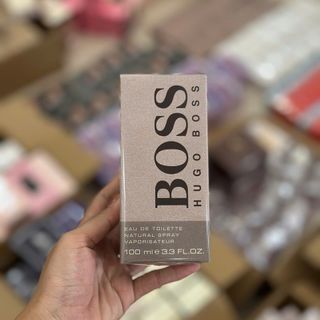 BOSS
HUGO BOSS
EAU DE TOILETTE
NATURAL SPRAY
VAPORISATEUR
100 ml e 3.3 FL.OZ.